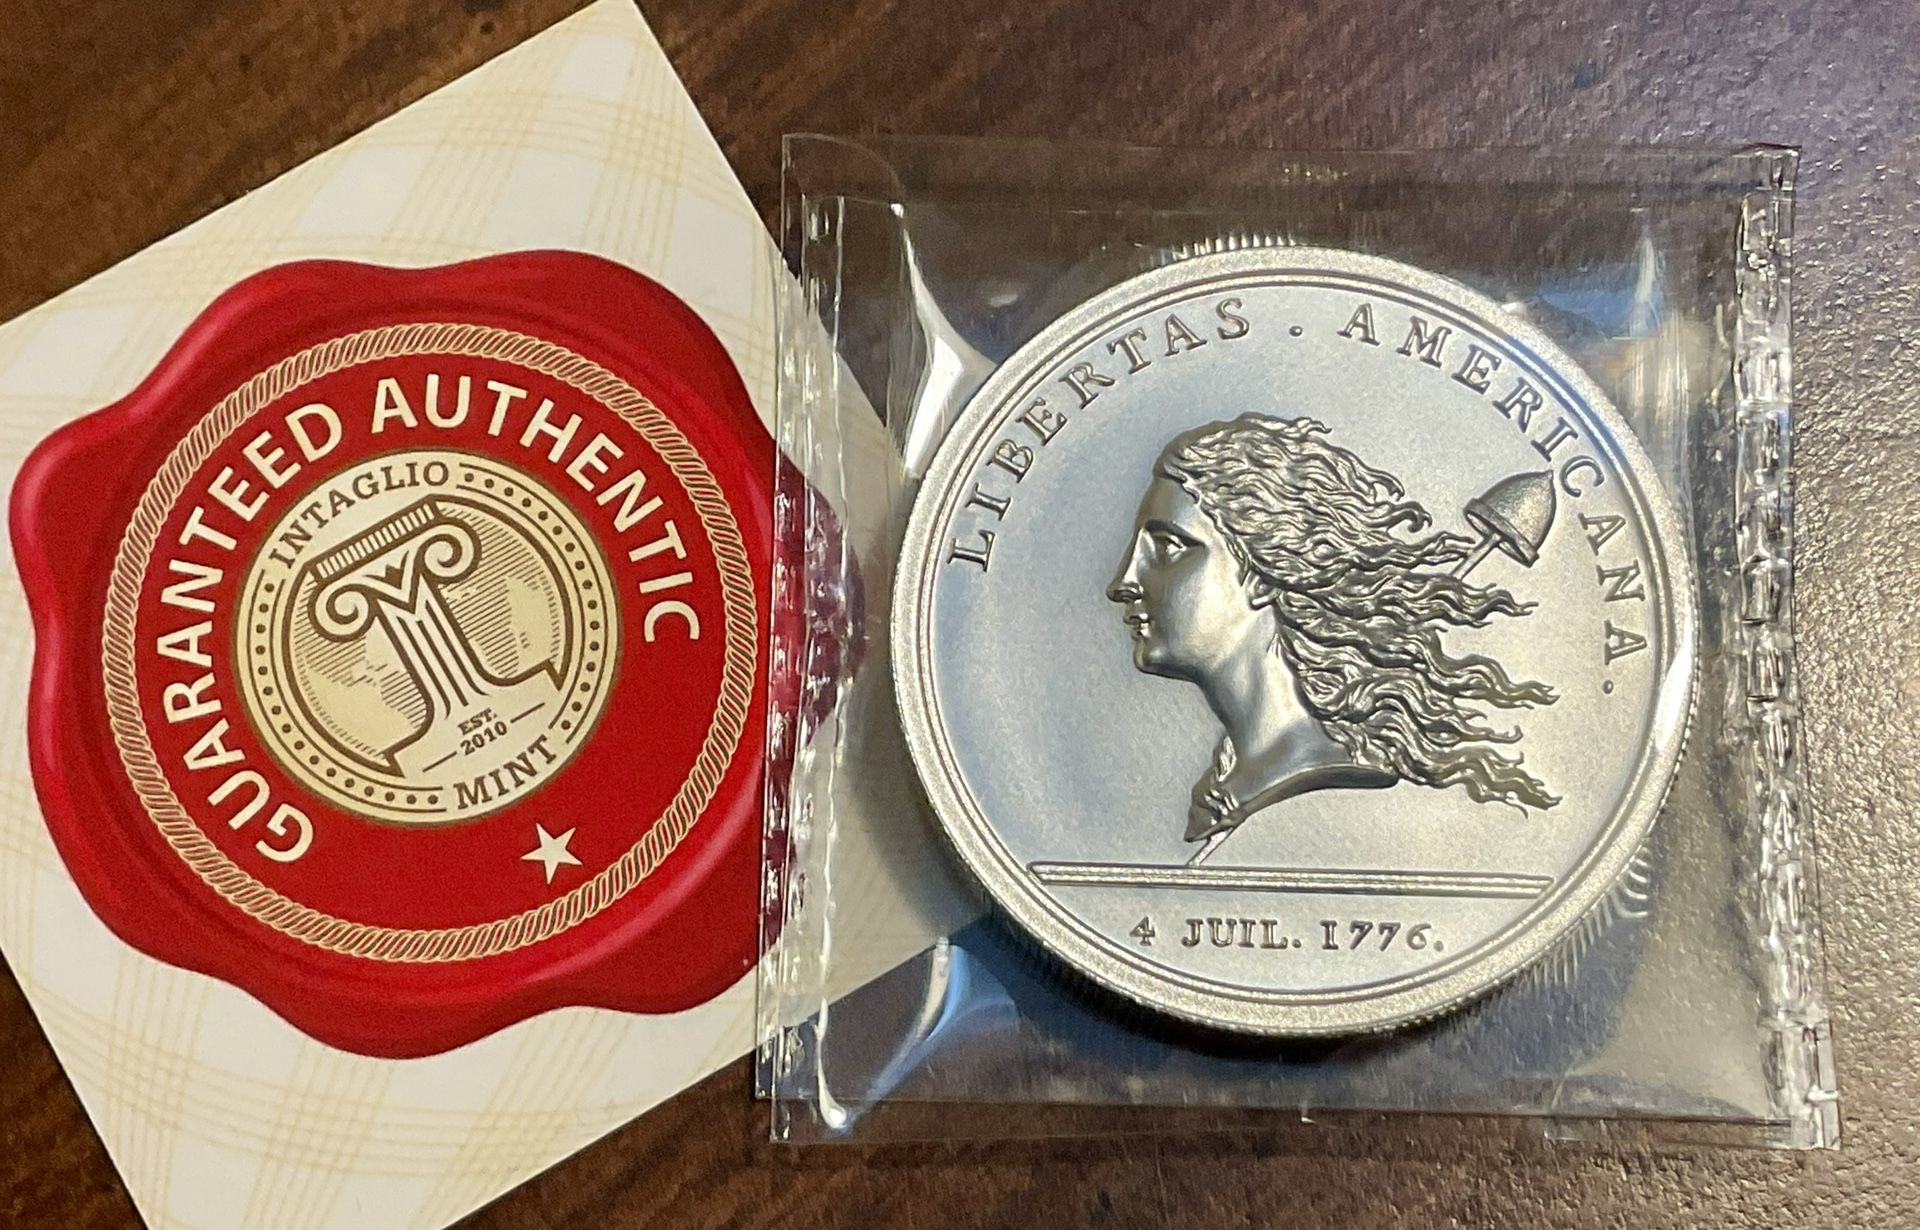 GUARANTEED AUTHENTIC
INTAGLIO
EST.
2010
MINT
LIBERTAS . AMERICANA.
4 JUIL. 1776.